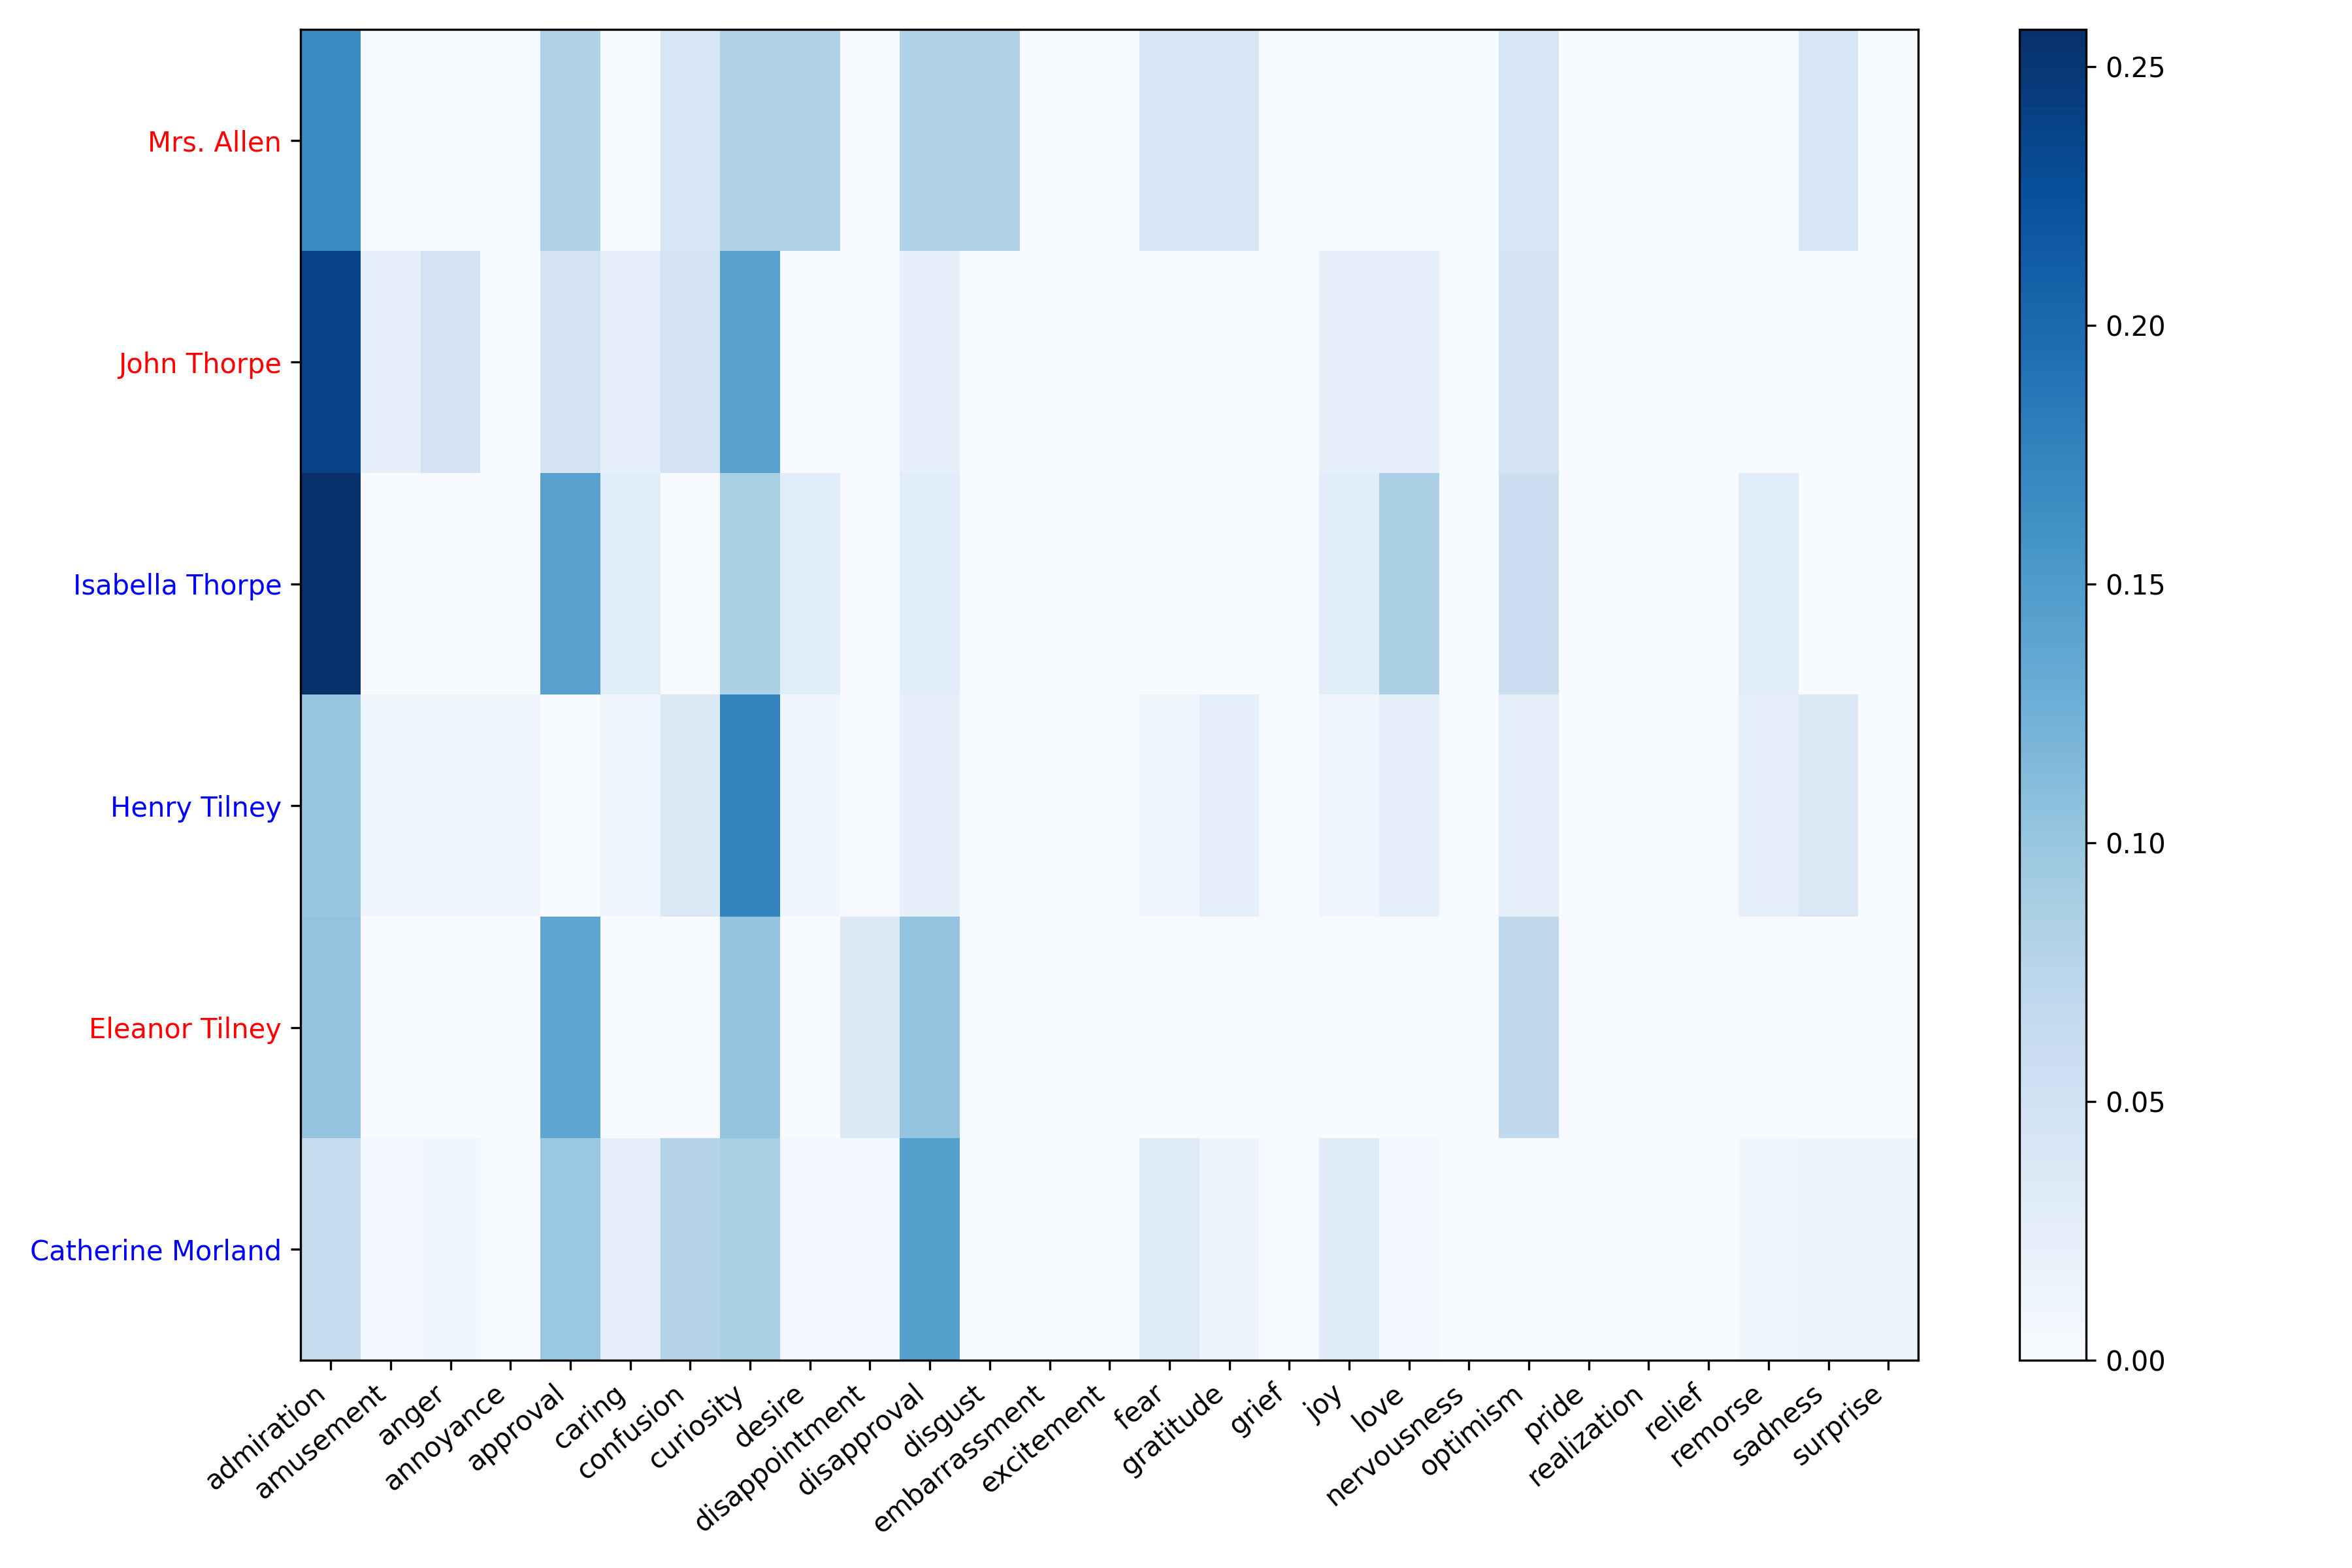 Mrs. Allen
John Thorpe
Isabella Thorpe
Henry Tilney
Eleanor Tilney
Catherine Morland
admiration
amusement
anger
annoyance
approval
caring
confusion
curiosity
desire
disappointment
disapproval
disgust
embarrassment
excitement
fear
gratitude
grief
joy
love
nervousness
optimism
pride
realization
relief
remorse
sadness
surprise
0.25
0.20
0.15
0.10
0.05
0.00